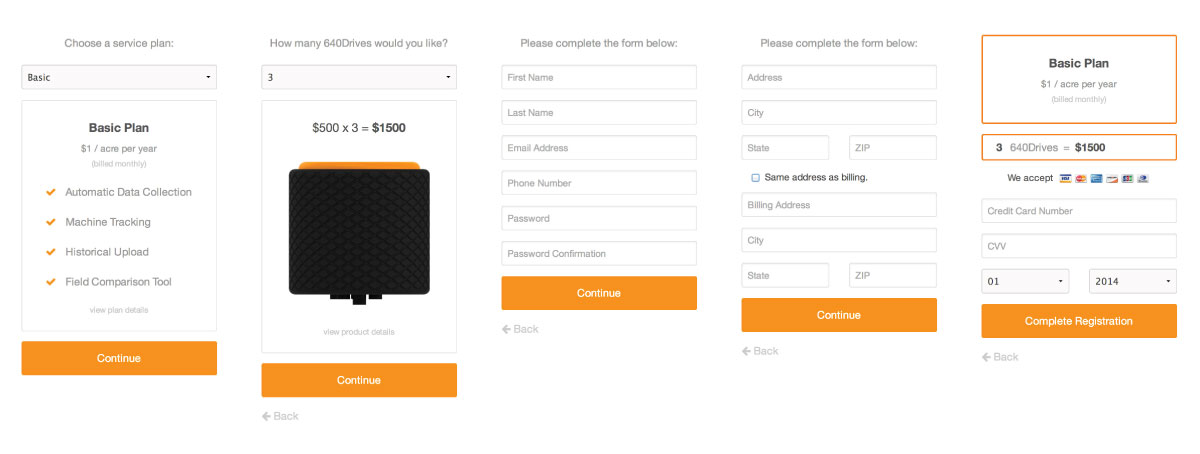 Choose a service plan:
Basic
Basic Plan
$1 / acre per year
(billed monthly)
Automatic Data Collection
Machine Tracking
Historical Upload
Field Comparison Tool
view plan details
Continue
How many 640Drives would you like?
3
$500 x 3 = $1500
view product details
Continue
Back
Please complete the form below:
First Name
Last Name
Email Address
Phone Number
Password
Password Confirmation
Continue
Back
Please complete the form below:
Address
City
State ZIP
Same address as billing.
Billing Address
City
State ZIP
Continue
Back
Basic Plan
$1 / acre per year
(billed monthly)
3 640Drives = $1500
We accept
Credit Card Number
CVV
01 2014
Complete Registration
Back